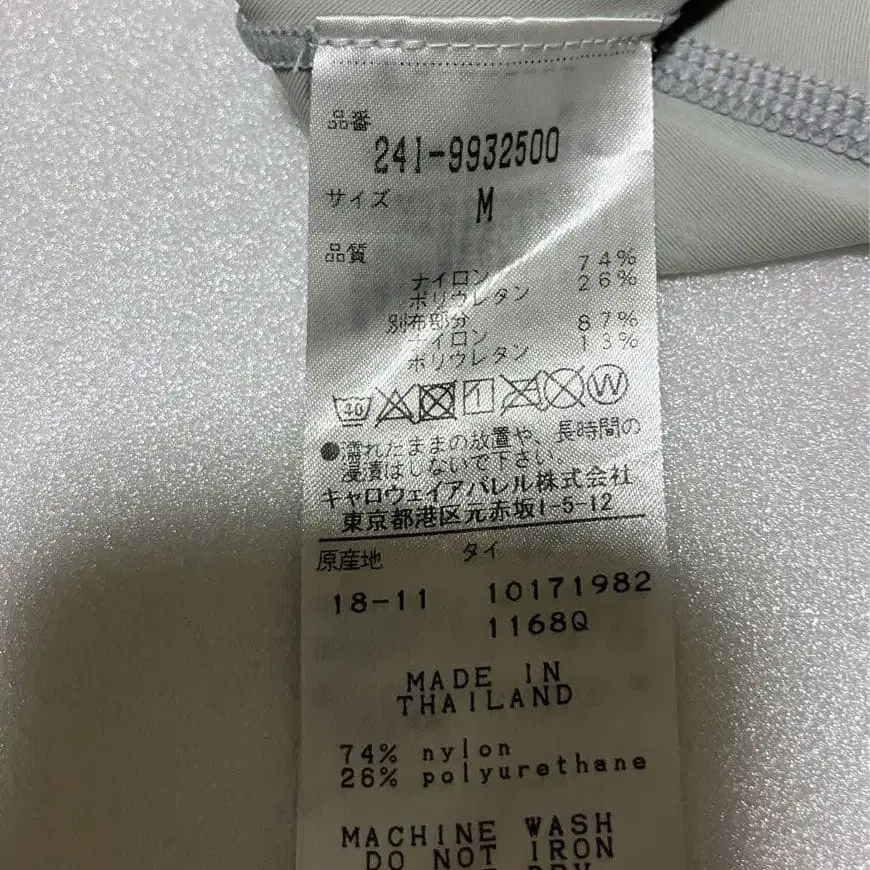 品番
241-9932500
サイズ M
品質
ナイロン 74%
ポリウレタン 26%
別布部分
ナイロン 87%
ポリウレタン 13%
40 1 W
●濡れたままの放置や、長時間の
浸漬はしないで下さい。
キャロウェイアパレル株式会社
東京都港区元赤坂1-5-12
原産地 タイ
18-11 10171982
1168Q
MADE IN
THAILAND
74% nylon
26% polyurethane
MACHINE WASH
DO NOT IRON
DRY